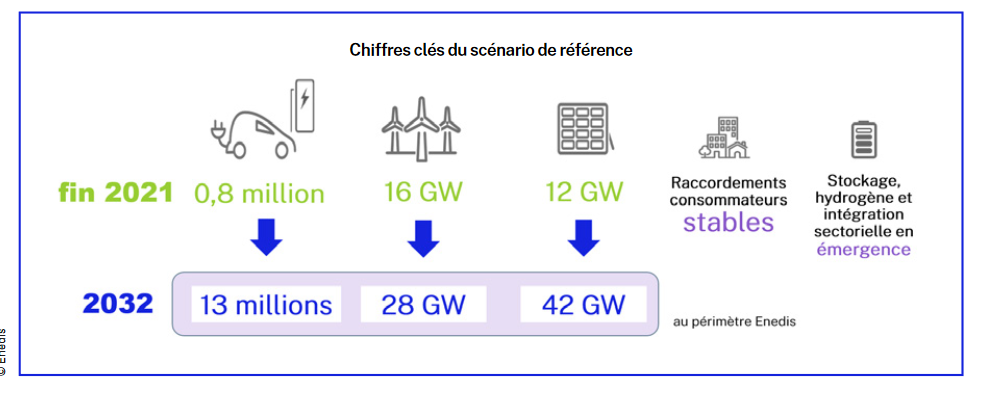 Chiffres clés du scénario de référence
fin 2021
0,8 million
16 GW
12 GW
Raccordements
consommateurs
stables
Stockage,
hydrogène et
intégration
sectorielle en
émergence
2032
13 millions
28 GW
42 GW
au périmètre Enedis
© Enedis